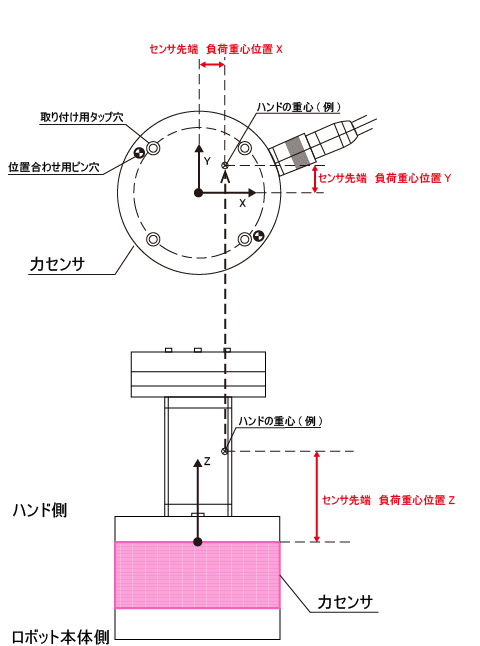 センサ先端 負荷重心位置X
ハンドの重心(例)
取り付け用タップ穴
位置合わせ用ピン穴
Y
X
センサ先端 負荷重心位置Y
力センサ
ハンドの重心(例)
Z
センサ先端 負荷重心位置Z
ハンド側
力センサ
ロボット本体側